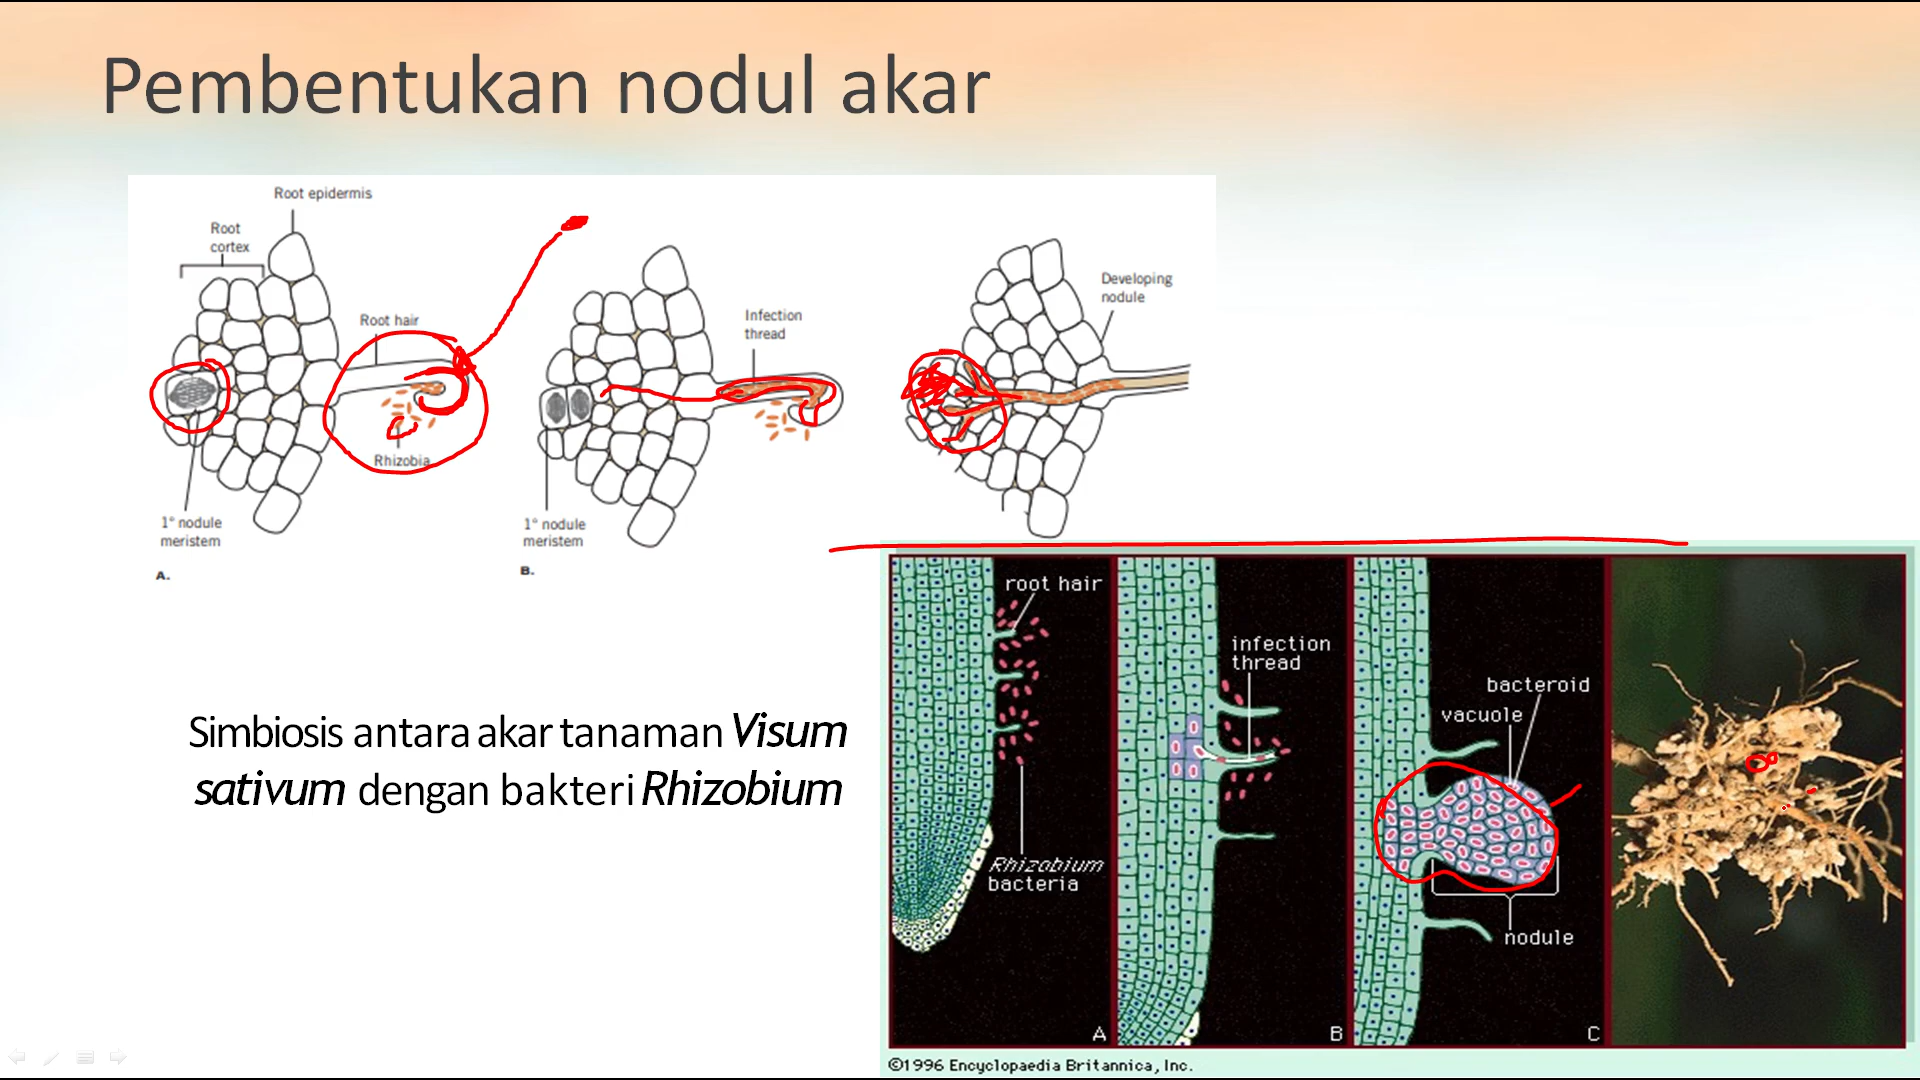 Pembentukan nodul akar
Root epidermis
Root
cortex
Root hair
Rhizobia
1° nodule
meristem
A.
Infection
thread
1° nodule
meristem
B.
Developing
nodule
Simbiosis antara akar tanaman Visum
sativum dengan bakteri Rhizobium
root hair
Rhizobium
bacteria
A
infection
thread
B
bacteroid
vacuole
nodule
C
©1996 Encyclopaedia Britannica, Inc.